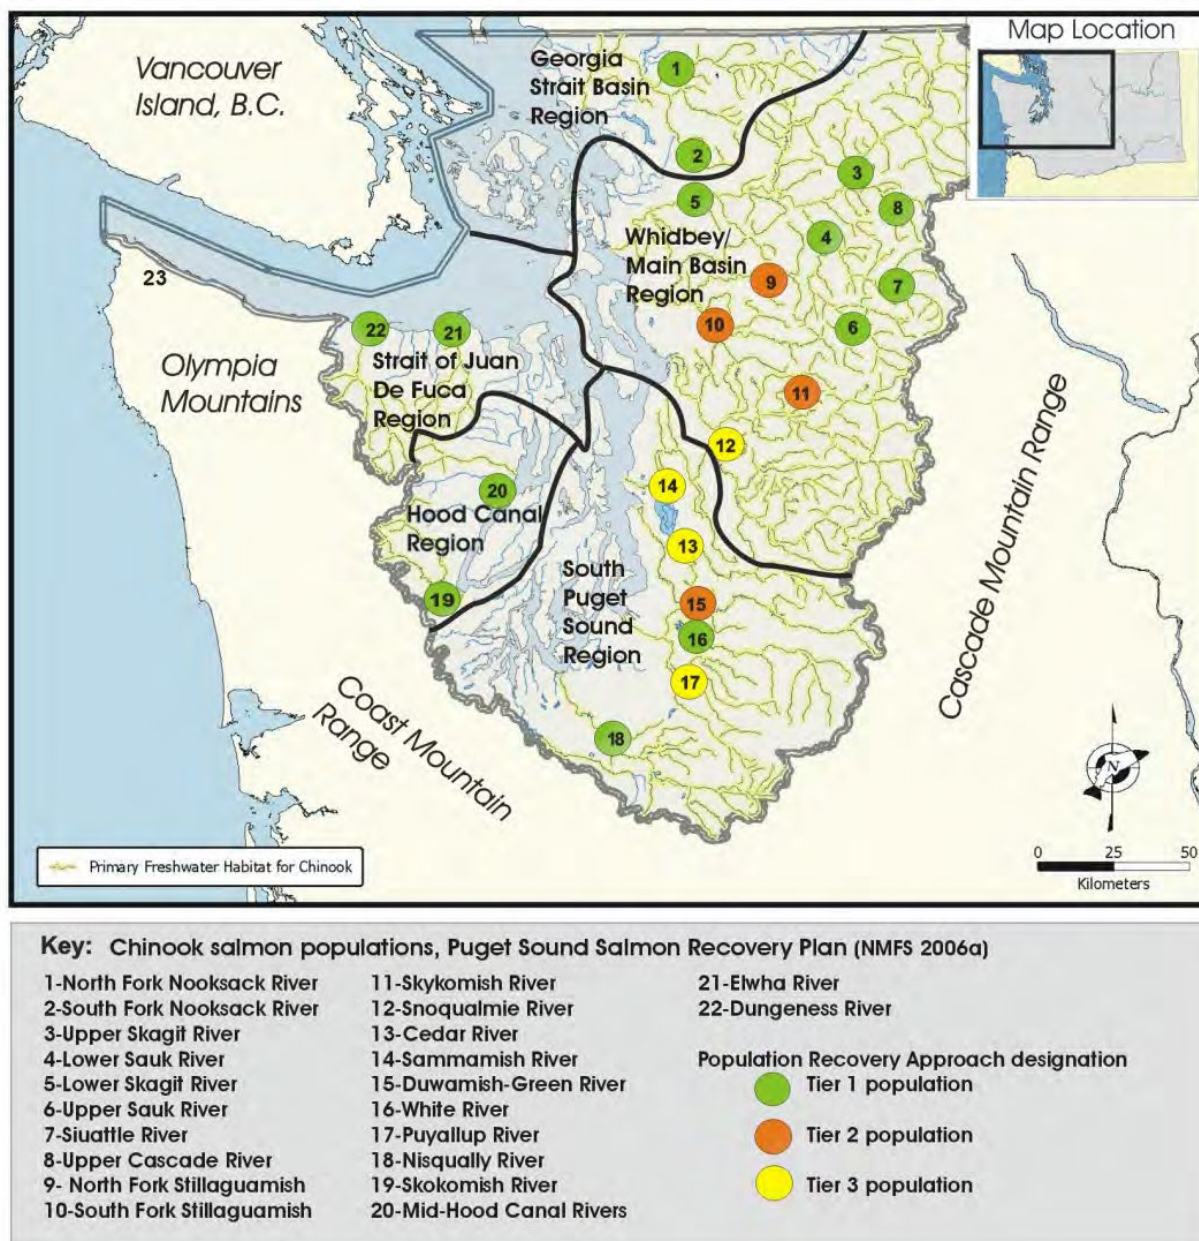 Map Location
Vancouver
Island, B.C.
Georgia
Strait Basin
Region
1
2
3
5
8
4
Whidbey/
Main Basin
Region
9
7
23
10
6
22
21
Olympia
Mountains
Strait of Juan
De Fuca
Region
11
12
20
14
Hood Canal
Region
13
South
Puget
Sound
Region
19
15
16
17
18
Cascade Mountain Range
Coast Mountain
Range
N
Primary Freshwater Habitat for Chinook
0 25 50
Kilometers
Key: Chinook salmon populations, Puget Sound Salmon Recovery Plan (NMFS 2006a)
1-North Fork Nooksack River
2-South Fork Nooksack River
3-Upper Skagit River
4-Lower Sauk River
5-Lower Skagit River
6-Upper Sauk River
7-Siuattle River
8-Upper Cascade River
9- North Fork Stillaguamish
10-South Fork Stillaguamish
11-Skykomish River
12-Snoqualmie River
13-Cedar River
14-Sammamish River
15-Duwamish-Green River
16-White River
17-Puyallup River
18-Nisqually River
19-Skokomish River
20-Mid-Hood Canal Rivers
21-Elwha River
22-Dungeness River
Population Recovery Approach designation
Tier 1 population
Tier 2 population
Tier 3 population